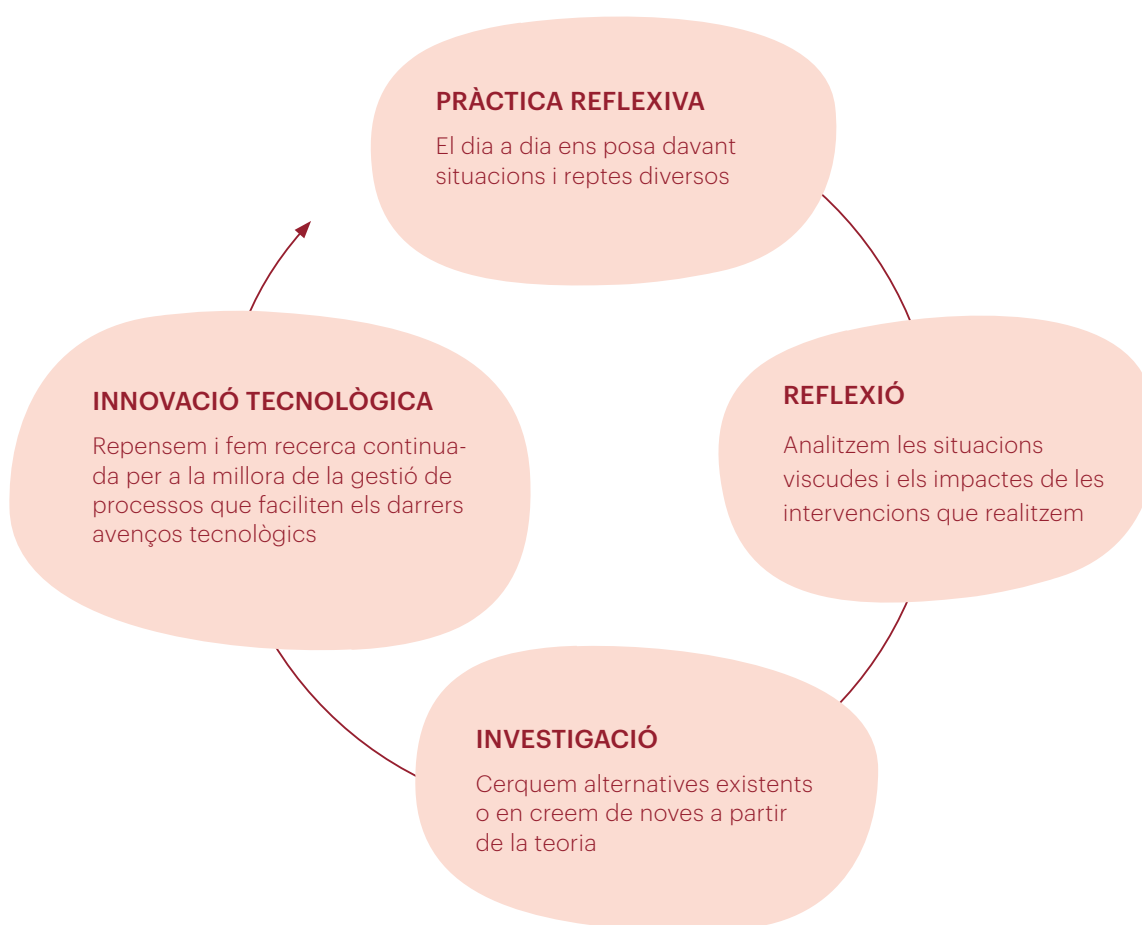 PRÀCTICA REFLEXIVA
El dia a dia ens posa davant
situacions i reptes diversos
REFLEXIÓ
Analitzem les situacions
viscudes i els impactes de les
intervencions que realitzem
INVESTIGACIÓ
Cerquem alternatives existents
o en creem de noves a partir
de la teoria
INNOVACIÓ TECNOLÒGICA
Repensem i fem recerca continua-
da per a la millora de la gestió de
processos que faciliten els darrers
avenços tecnològics